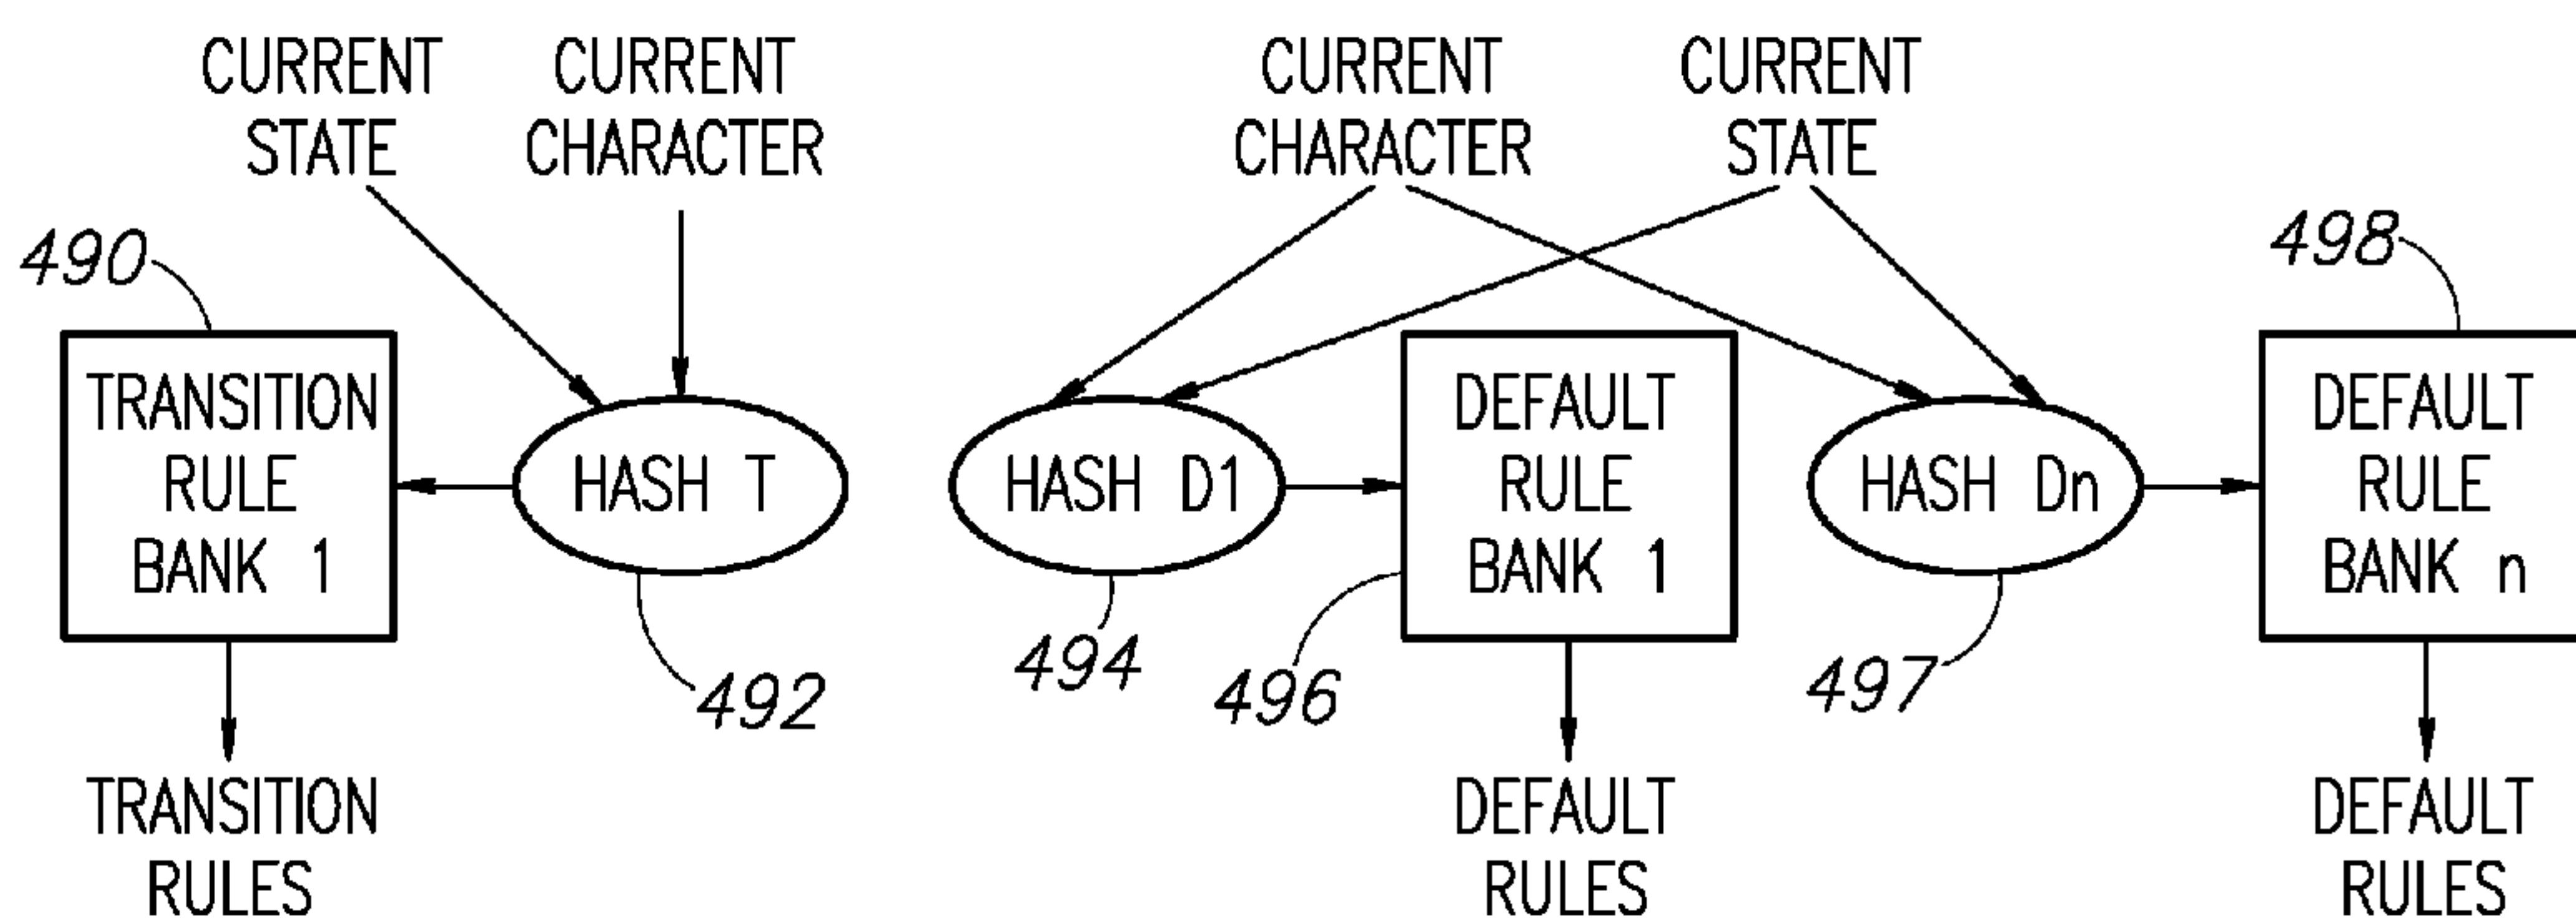 CURRENT
STATE
CURRENT
CHARACTER
CURRENT
CHARACTER
CURRENT
STATE
490
498
TRANSITION
RULE
BANK 1
HASH T
HASH D1
DEFAULT
RULE
BANK 1
HASH Dn
DEFAULT
RULE
BANK n
492
494
496
497
TRANSITION
RULES
DEFAULT
RULES
DEFAULT
RULES